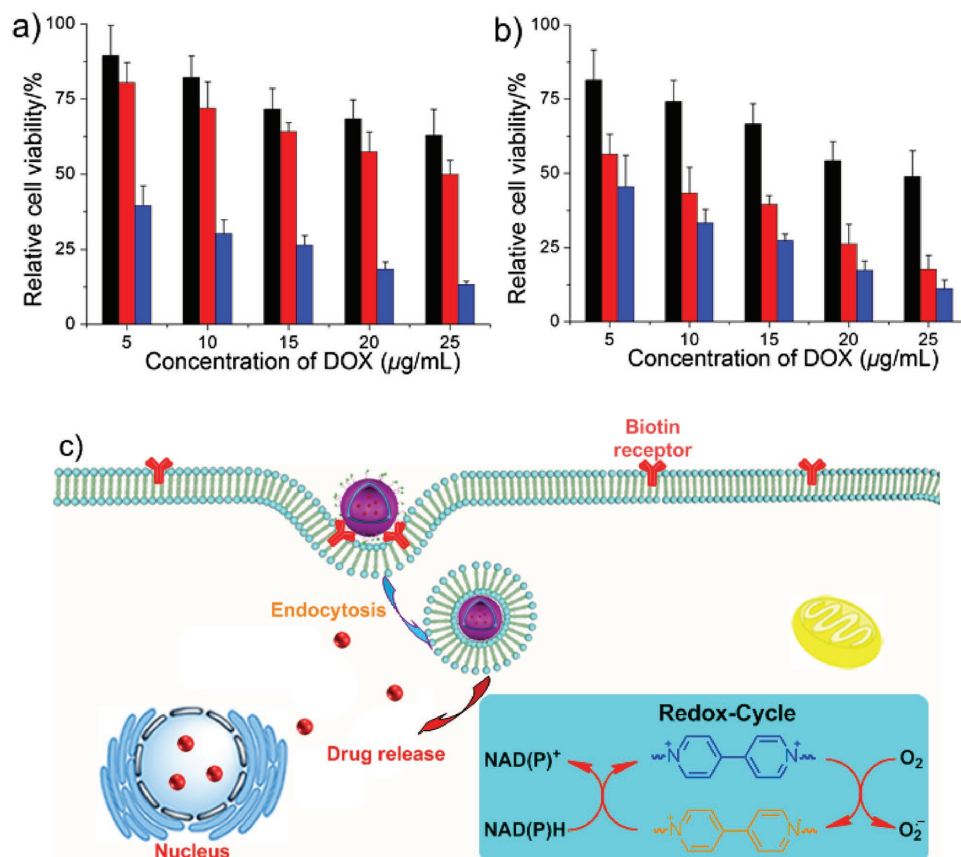 a)
100
75
50
25
0
Relative cell viability/%
5 10 15 20 25
Concentration of DOX (µg/mL)
b)
100
75
50
25
0
Relative cell viability/%
5 10 15 20 25
Concentration of DOX (µg/mL)
c)
Biotin
receptor
Endocytosis
Drug release
Nucleus
Redox-Cycle
NAD(P)⁺
NAD(P)H
N⁺ N⁺
N⁺ N
O₂
O₂·⁻